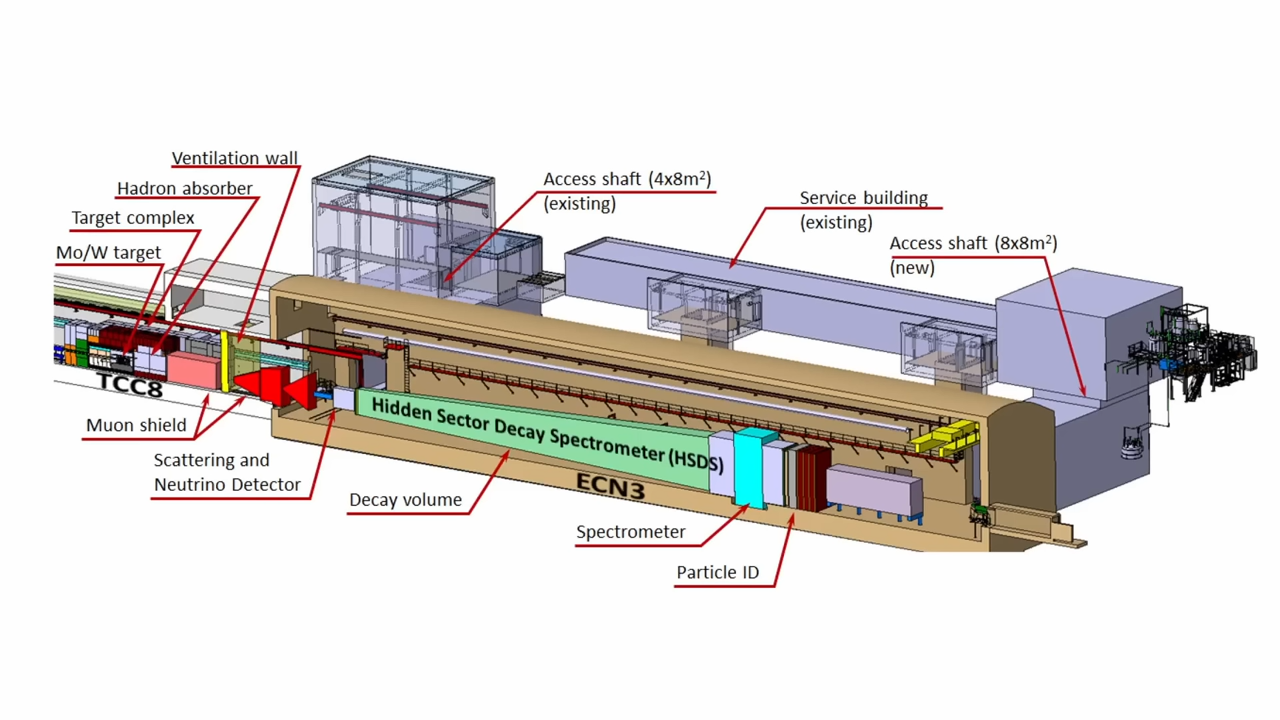 Ventilation wall
Hadron absorber
Target complex
Mo/W target
Access shaft (4x8m²)
(existing)
Service building
(existing)
Access shaft (8x8m²)
(new)
TCC8
Muon shield
Scattering and
Neutrino Detector
Hidden Sector Decay Spectrometer (HSDS)
Decay volume
ECN3
Spectrometer
Particle ID